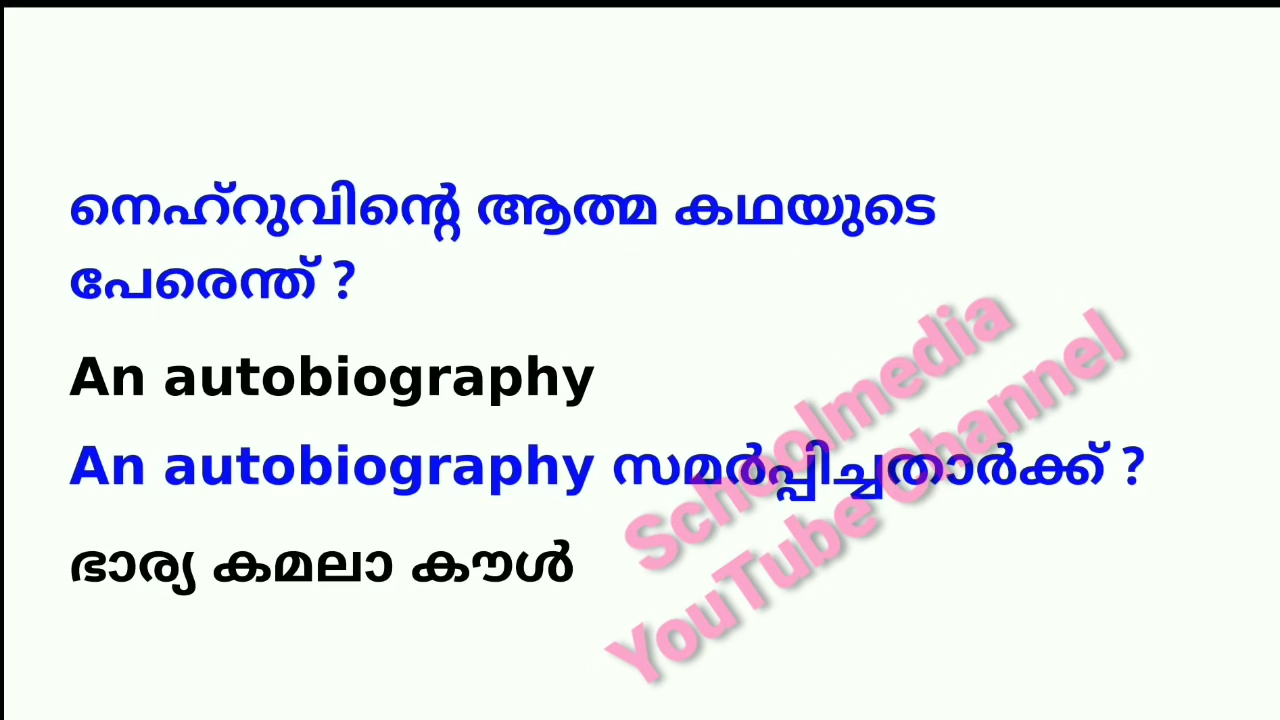 നെഹ്റുവിന്റെ ആത്മ കഥയുടെ
പേരെന്ത് ?
An autobiography
An autobiography സമർപ്പിച്ചതാർക്ക് ?
ഭാര്യ കമലാ കൗൾ
Schoolmedia
YouTube Channel